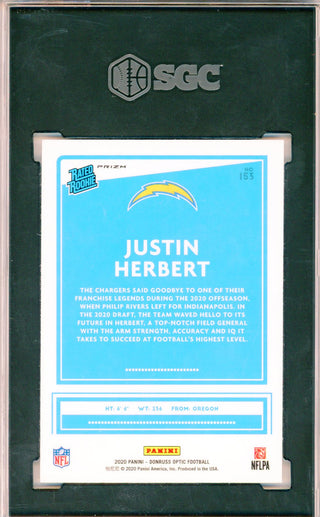 SGC
RATED
ROOKIE
PRIZM
NO.
153
JUSTIN
HERBERT
THE CHARGERS SAID GOODBYE TO ONE OF THEIR
FRANCHISE LEGENDS DURING THE 2020 OFFSEASON,
WHEN PHILIP RIVERS LEFT FOR INDIANAPOLIS. IN
THE 2020 DRAFT, THE TEAM WAVED HELLO TO ITS
FUTURE IN HERBERT, A TOP-NOTCH FIELD GENERAL
WITH THE ARM STRENGTH, ACCURACY AND IQ IT
TAKES TO SUCCEED AT FOOTBALL'S HIGHEST LEVEL.
HT: 6' 6" WT: 236 FROM: OREGON
NFL
PANINI
NFLPA
2020 PANINI – DONRUSS OPTIC FOOTBALL
© 2020 Panini America, Inc. Produced in the USA.